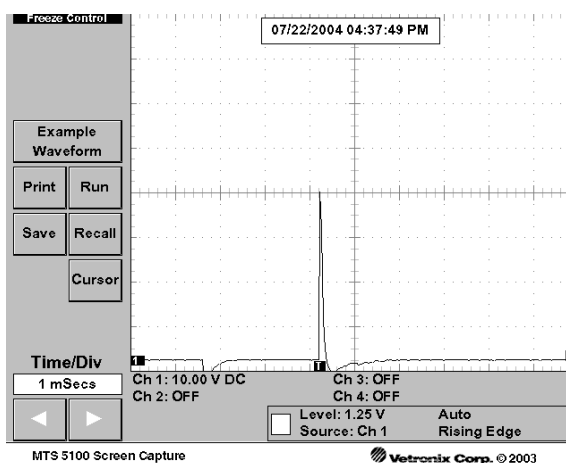 Freeze Control
07/22/2004 04:37:49 PM
Example
Waveform
Print
Run
Save
Recall
Cursor
Time/Div
1 mSecs
1
T
Ch 1: 10.00 V DC
Ch 2: OFF
Ch 3: OFF
Ch 4: OFF
Level: 1.25 V
Source: Ch 1
Auto
Rising Edge
MTS 5100 Screen Capture
Vetronix Corp. © 2003